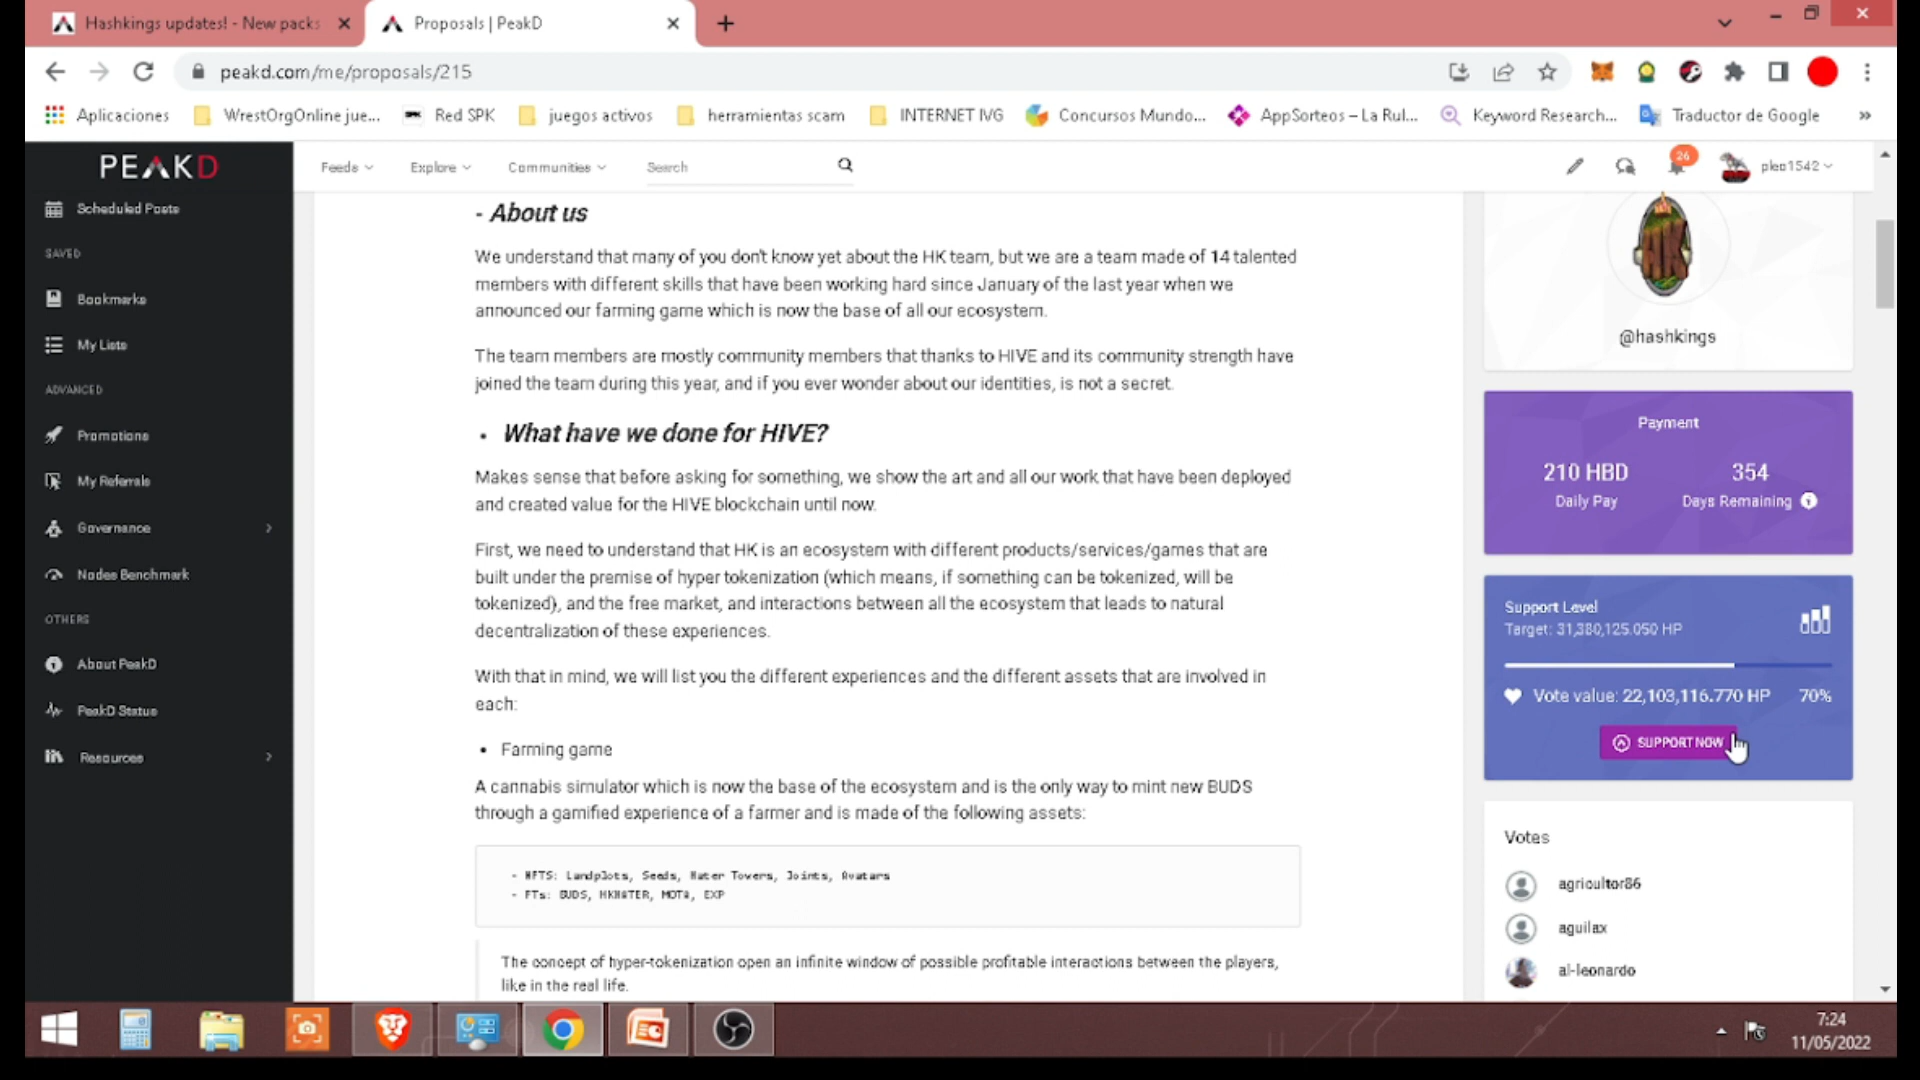 Hashkings updates! - New packs
Proposals | PeakD
peakd.com/me/proposals/215
Aplicaciones
WrestOrgOnline jue...
Red SPK
juegos activos
herramientas scam
INTERNET IVG
Concursos Mundo...
AppSorteos – La Rul...
Keyword Research...
Traductor de Google
»
PEAKD
Feeds
Explore
Communities
Search
26
pleo1542
Scheduled Posts
SAVED
Bookmarks
My Lists
ADVANCED
Promotions
My Referrals
Governance
Nodes Benchmark
OTHERS
About PeakD
PeakD Status
Resources
- About us
We understand that many of you don't know yet about the HK team, but we are a team made of 14 talented
members with different skills that have been working hard since January of the last year when we
announced our farming game which is now the base of all our ecosystem.
The team members are mostly community members that thanks to HIVE and its community strength have
joined the team during this year, and if you ever wonder about our identities, is not a secret.
• What have we done for HIVE?
Makes sense that before asking for something, we show the art and all our work that have been deployed
and created value for the HIVE blockchain until now.
First, we need to understand that HK is an ecosystem with different products/services/games that are
built under the premise of hyper tokenization (which means, if something can be tokenized, will be
tokenized), and the free market, and interactions between all the ecosystem that leads to natural
decentralization of these experiences.
With that in mind, we will list you the different experiences and the different assets that are involved in
each:
• Farming game
A cannabis simulator which is now the base of the ecosystem and is the only way to mint new BUDS
through a gamified experience of a farmer and is made of the following assets:
- NFTS: Landplots, Seeds, Water Towers, Joints, Avatars
- FTs: BUDS, HKWATER, MOTA, EXP
The concept of hyper-tokenization open an infinite window of possible profitable interactions between the players,
like in the real life.
HK
@hashkings
Payment
210 HBD
Daily Pay
354
Days Remaining
Support Level
Target: 31,380,125.050 HP
Vote value: 22,103,116.770 HP 70%
SUPPORT NOW
Votes
agricultor86
aguilax
al-leonardo
7:24
11/05/2022